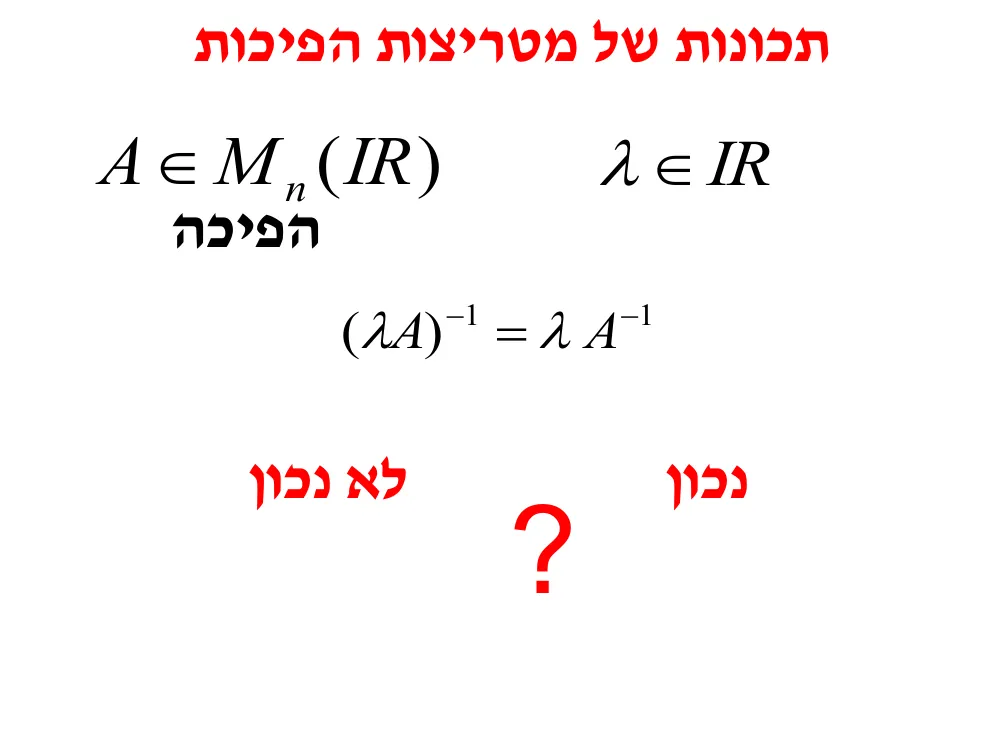 תכונות של מטריצות הפיכות
A ∈ M_n (IR) λ ∈ IR
הפיכה
(λA)^{-1} = λ A^{-1}
נכון לא נכון
?